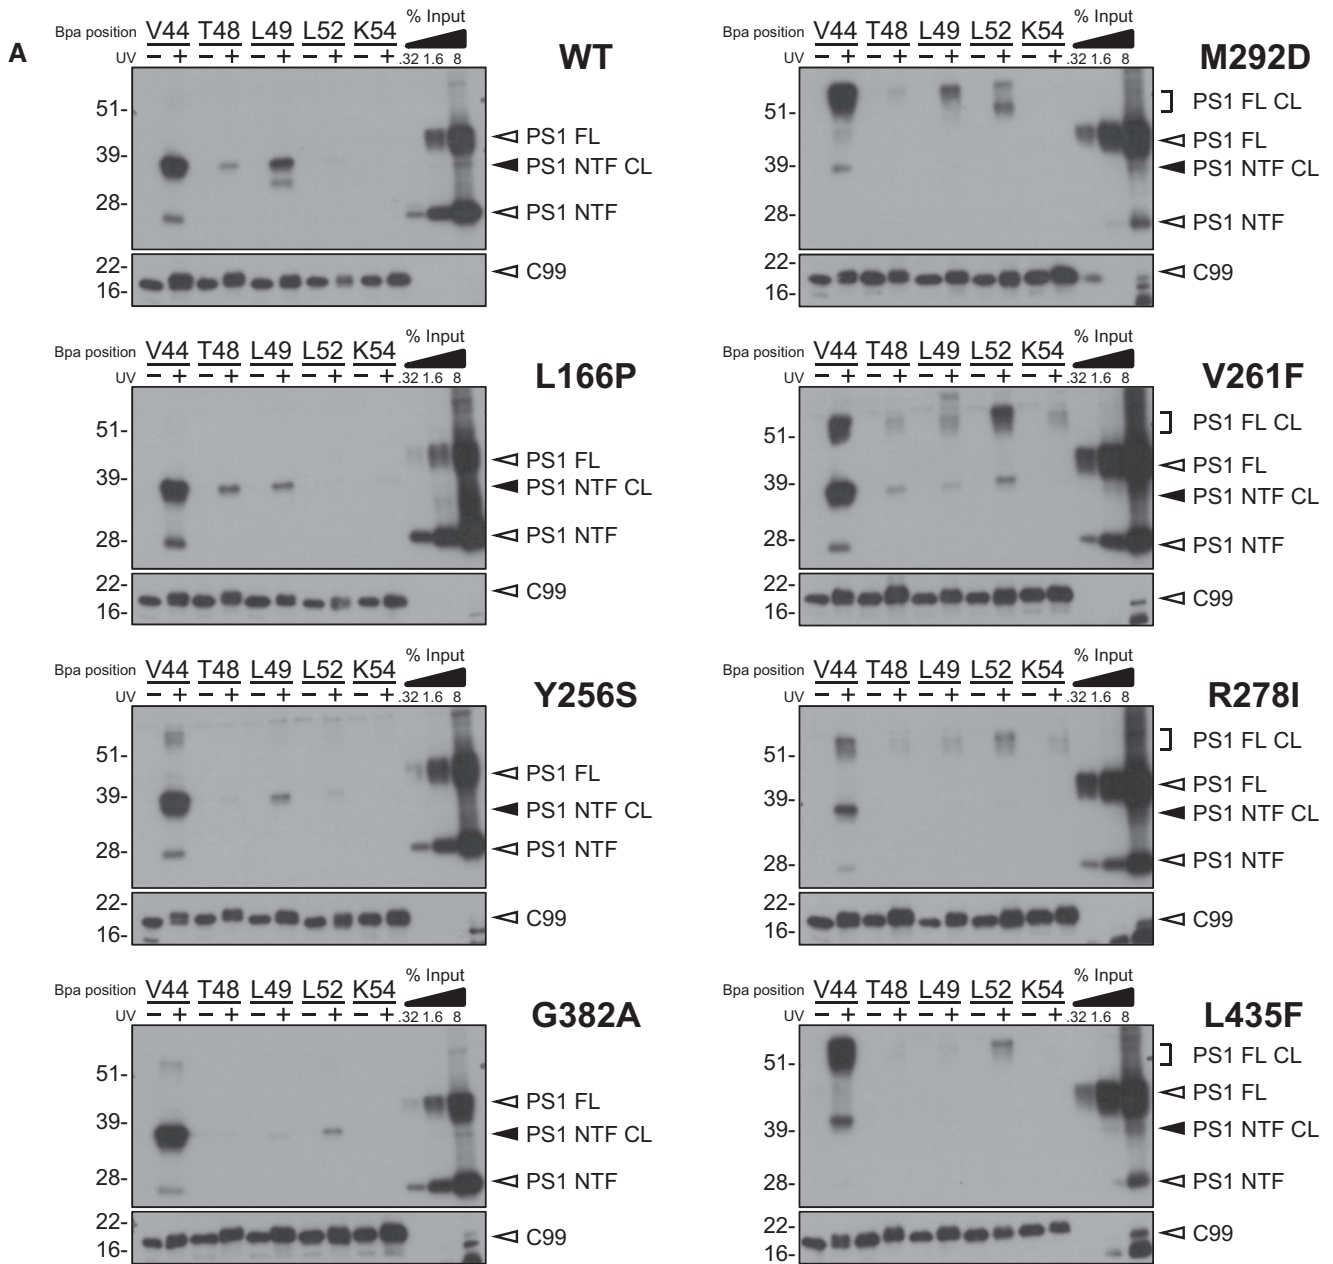 A
Bpa position V44 T48 L49 L52 K54 % Input
UV − + − + − + − + − + .32 1.6 8
WT
51-
39-
28-
22-
16-
PS1 FL
PS1 NTF CL
PS1 NTF
C99
Bpa position V44 T48 L49 L52 K54 % Input
UV − + − + − + − + − + .32 1.6 8
M292D
51-
39-
28-
22-
16-
PS1 FL CL
PS1 FL
PS1 NTF CL
PS1 NTF
C99
Bpa position V44 T48 L49 L52 K54 % Input
UV − + − + − + − + − + .32 1.6 8
L166P
51-
39-
28-
22-
16-
PS1 FL
PS1 NTF CL
PS1 NTF
C99
Bpa position V44 T48 L49 L52 K54 % Input
UV − + − + − + − + − + .32 1.6 8
V261F
51-
39-
28-
22-
16-
PS1 FL CL
PS1 FL
PS1 NTF CL
PS1 NTF
C99
Bpa position V44 T48 L49 L52 K54 % Input
UV − + − + − + − + − + .32 1.6 8
Y256S
51-
39-
28-
22-
16-
PS1 FL
PS1 NTF CL
PS1 NTF
C99
Bpa position V44 T48 L49 L52 K54 % Input
UV − + − + − + − + − + .32 1.6 8
R278I
51-
39-
28-
22-
16-
PS1 FL CL
PS1 FL
PS1 NTF CL
PS1 NTF
C99
Bpa position V44 T48 L49 L52 K54 % Input
UV − + − + − + − + − + .32 1.6 8
G382A
51-
39-
28-
22-
16-
PS1 FL
PS1 NTF CL
PS1 NTF
C99
Bpa position V44 T48 L49 L52 K54 % Input
UV − + − + − + − + − + .32 1.6 8
L435F
51-
39-
28-
22-
16-
PS1 FL CL
PS1 FL
PS1 NTF CL
PS1 NTF
C99